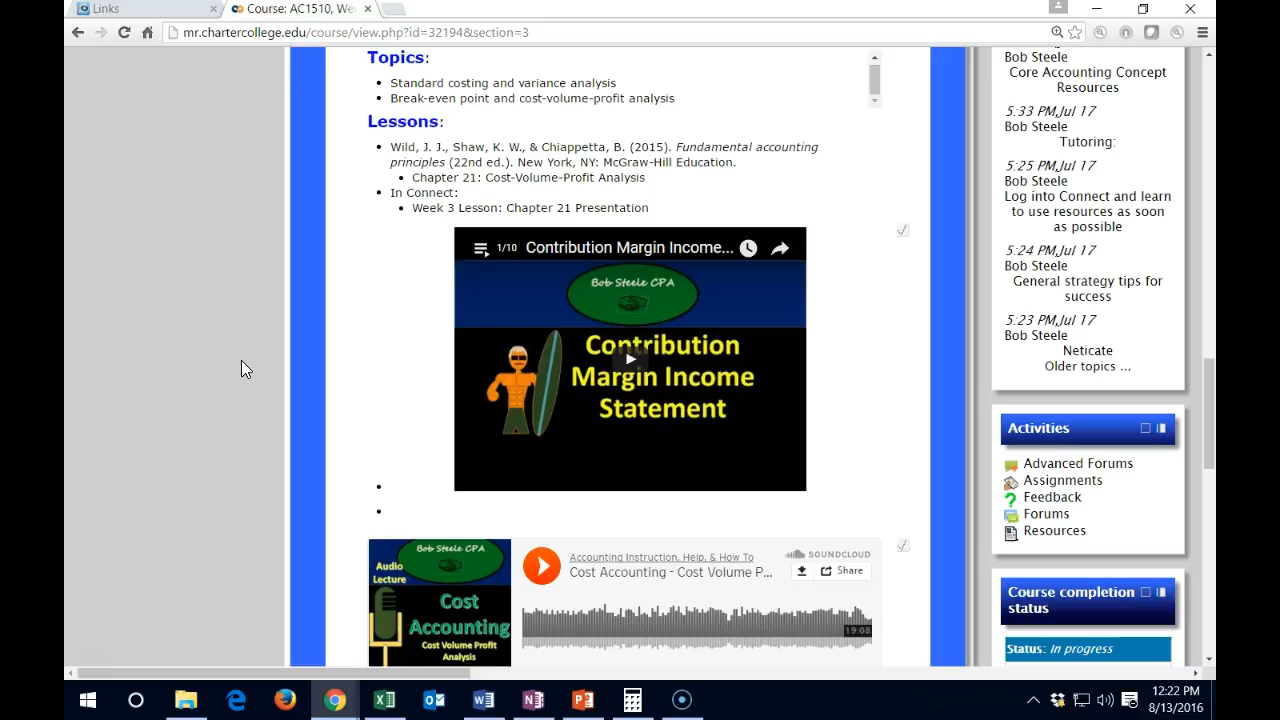 Links
Course: AC1510, We
mr.chartercollege.edu/course/view.php?id=32194&section=3
Topics:
Standard costing and variance analysis
Break-even point and cost-volume-profit analysis
Lessons:
Wild, J. J., Shaw, K. W., & Chiappetta, B. (2015). Fundamental accounting
principles (22nd ed.). New York, NY: McGraw-Hill Education.
Chapter 21: Cost-Volume-Profit Analysis
In Connect:
Week 3 Lesson: Chapter 21 Presentation
1/10 Contribution Margin Income...
Bob Steele CPA
Contribution
Margin Income
Statement
Bob Steele CPA
Audio
Lecture
Cost
Accounting
Cost Volume Profit
Analysis
Accounting Instruction, Help, & How To
Cost Accounting - Cost Volume P...
SOUNDCLOUD
Share
19:08
Bob Steele
Core Accounting Concept
Resources
5:33 PM,Jul 17
Bob Steele
Tutoring:
5:25 PM,Jul 17
Bob Steele
Log into Connect and learn
to use resources as soon
as possible
5:24 PM,Jul 17
Bob Steele
General strategy tips for
success
5:23 PM,Jul 17
Bob Steele
Neticate
Older topics ...
Activities
Advanced Forums
Assignments
Feedback
Forums
Resources
Course completion
status
Status: In progress
12:22 PM
8/13/2016